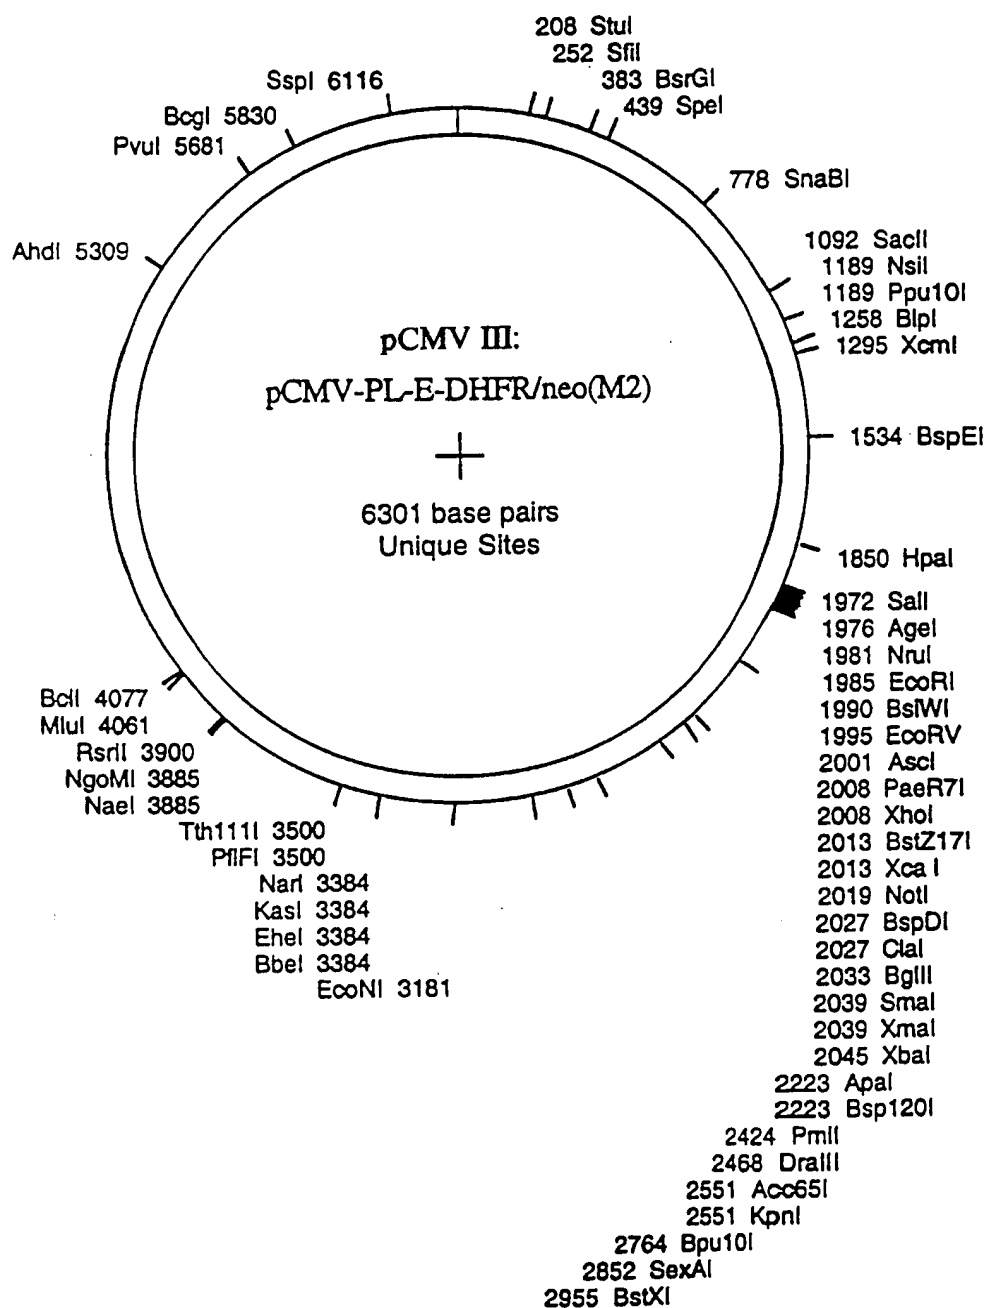 208 StuI
252 SfiI
383 BsrGI
439 SpeI
778 SnaBI
1092 SacII
1189 NsiI
1189 Ppu10I
1258 BlpI
1295 XcmI
1534 BspEI
1850 HpaI
1972 SalI
1976 AgeI
1981 NruI
1985 EcoRI
1990 BsiWI
1995 EcoRV
2001 AscI
2008 PaeR7I
2008 XhoI
2013 BstZ17I
2013 Xca I
2019 NotI
2027 BspDI
2027 ClaI
2033 BglII
2039 SmaI
2039 XmaI
2045 XbaI
2223 ApaI
2223 Bsp120I
2424 PmlI
2468 DraIII
2551 Acc65I
2551 KpnI
2764 Bpu10I
2852 SexAI
2955 BstXI
EcoNI 3181
BbeI 3384
EheI 3384
KasI 3384
NarI 3384
PflFI 3500
Tth111I 3500
NaeI 3885
NgoMI 3885
RsrII 3900
MluI 4061
BclI 4077
AhdI 5309
PvuI 5681
BcgI 5830
SspI 6116
pCMV III:
pCMV-PL-E-DHFR/neo(M2)
6301 base pairs
Unique Sites